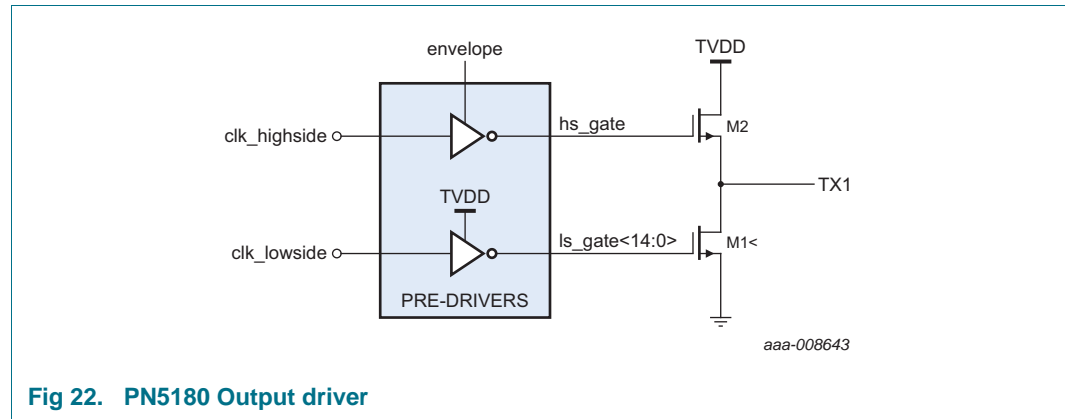 envelope
TVDD
clk_highside
hs_gate
M2
TX1
TVDD
clk_lowside
ls_gate<14:0>
M1<
PRE-DRIVERS
aaa-008643
Fig 22. PN5180 Output driver